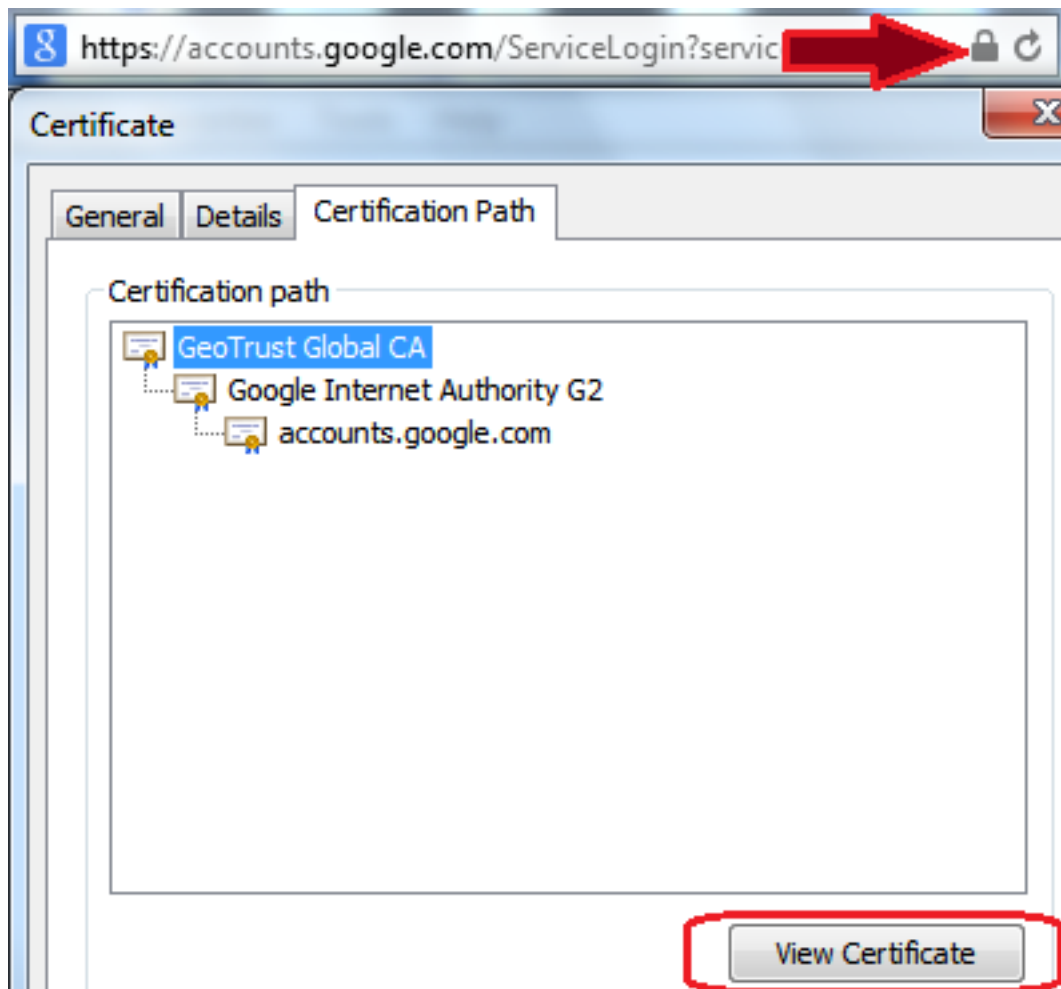 8 https://accounts.google.com/ServiceLogin?servic
Certificate
General Details Certification Path
Certification path
GeoTrust Global CA
Google Internet Authority G2
accounts.google.com
View Certificate